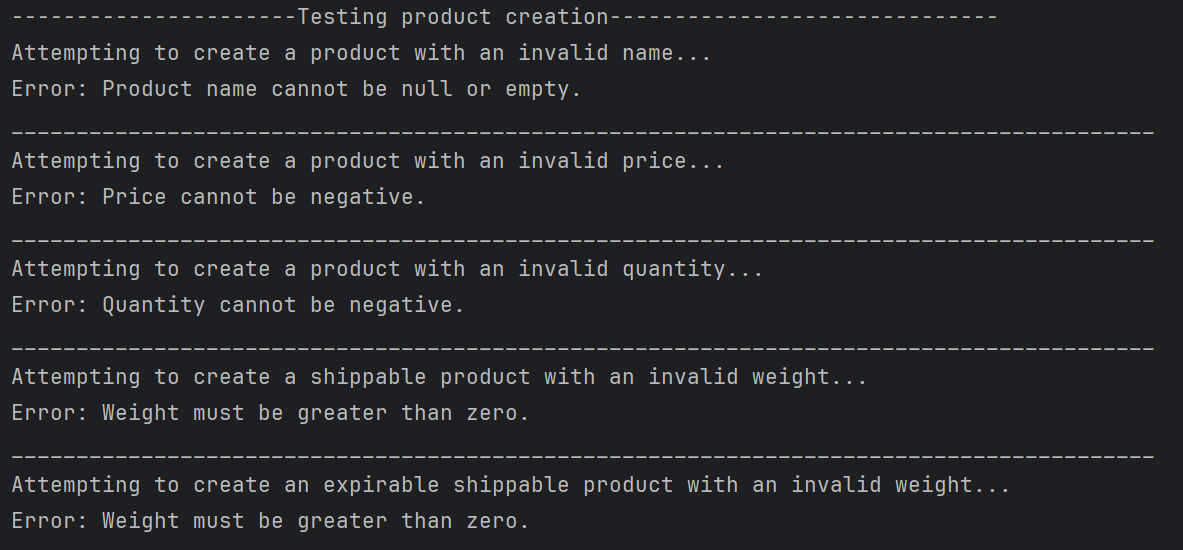 ----------------------Testing product creation------------------------------
Attempting to create a product with an invalid name...
Error: Product name cannot be null or empty.
________________________________________________________________________________________
Attempting to create a product with an invalid price...
Error: Price cannot be negative.
________________________________________________________________________________________
Attempting to create a product with an invalid quantity...
Error: Quantity cannot be negative.
________________________________________________________________________________________
Attempting to create a shippable product with an invalid weight...
Error: Weight must be greater than zero.
________________________________________________________________________________________
Attempting to create an expirable shippable product with an invalid weight...
Error: Weight must be greater than zero.